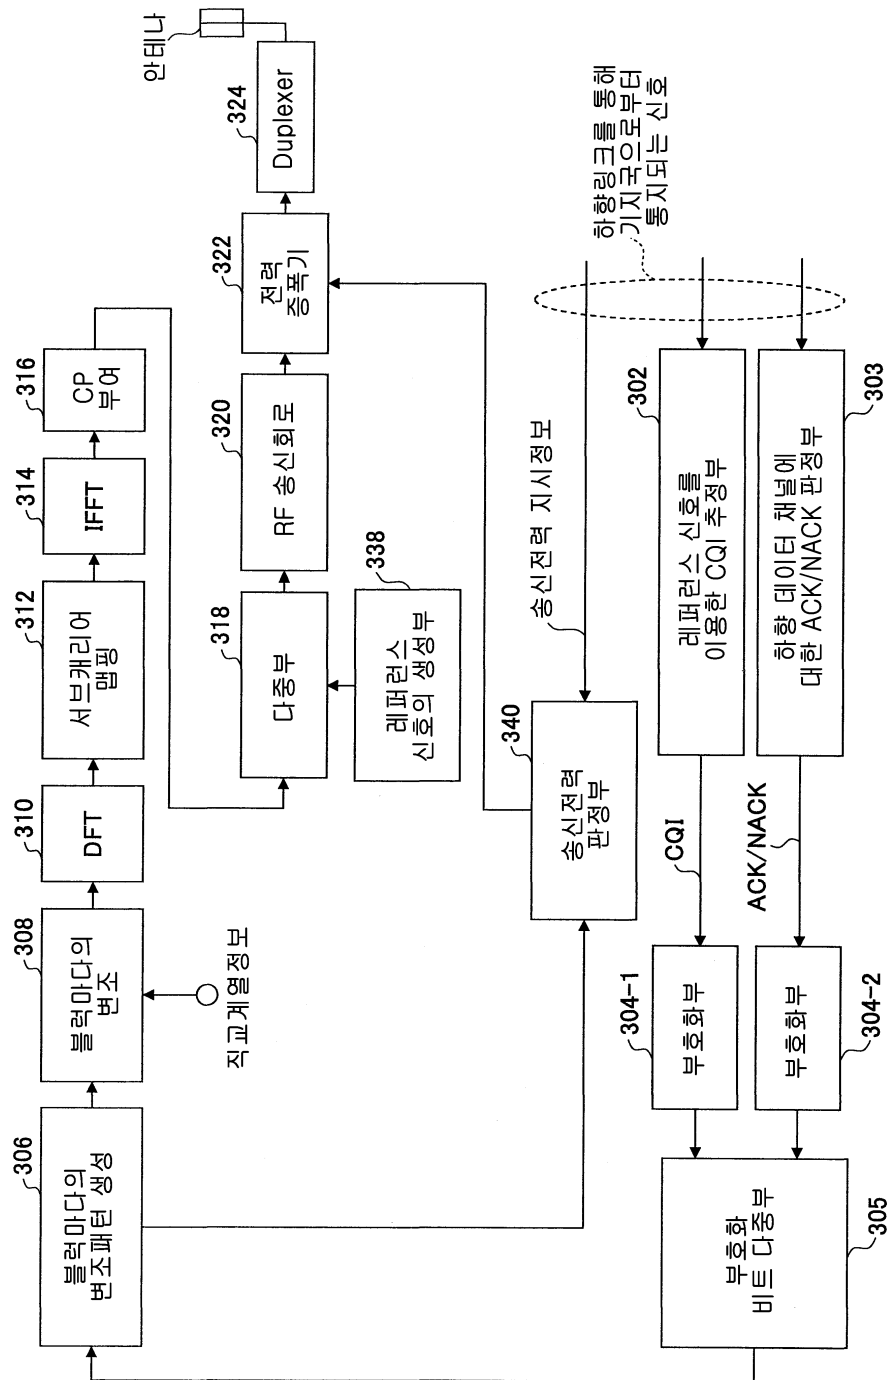 306
블럭마다의
변조패턴 생성
308
블럭마다의
변조
직교계열정보
310
DFT
312
서브캐리어
맵핑
314
IFFT
316
CP
부여
318
다중부
338
레퍼런스
신호의 생성부
320
RF 송신회로
322
전력
증폭기
324
Duplexer
안테나
340
송신전력
판정부
송신전력 지시정보
하향링크를 통해
기지국으로부터
통지되는 신호
305
부호화
비트 다중부
304-1
부호화부
CQI
302
레퍼런스 신호를
이용한 CQI 추정부
304-2
부호화부
ACK/NACK
303
하향 데이터 채널에
대한 ACK/NACK 판정부